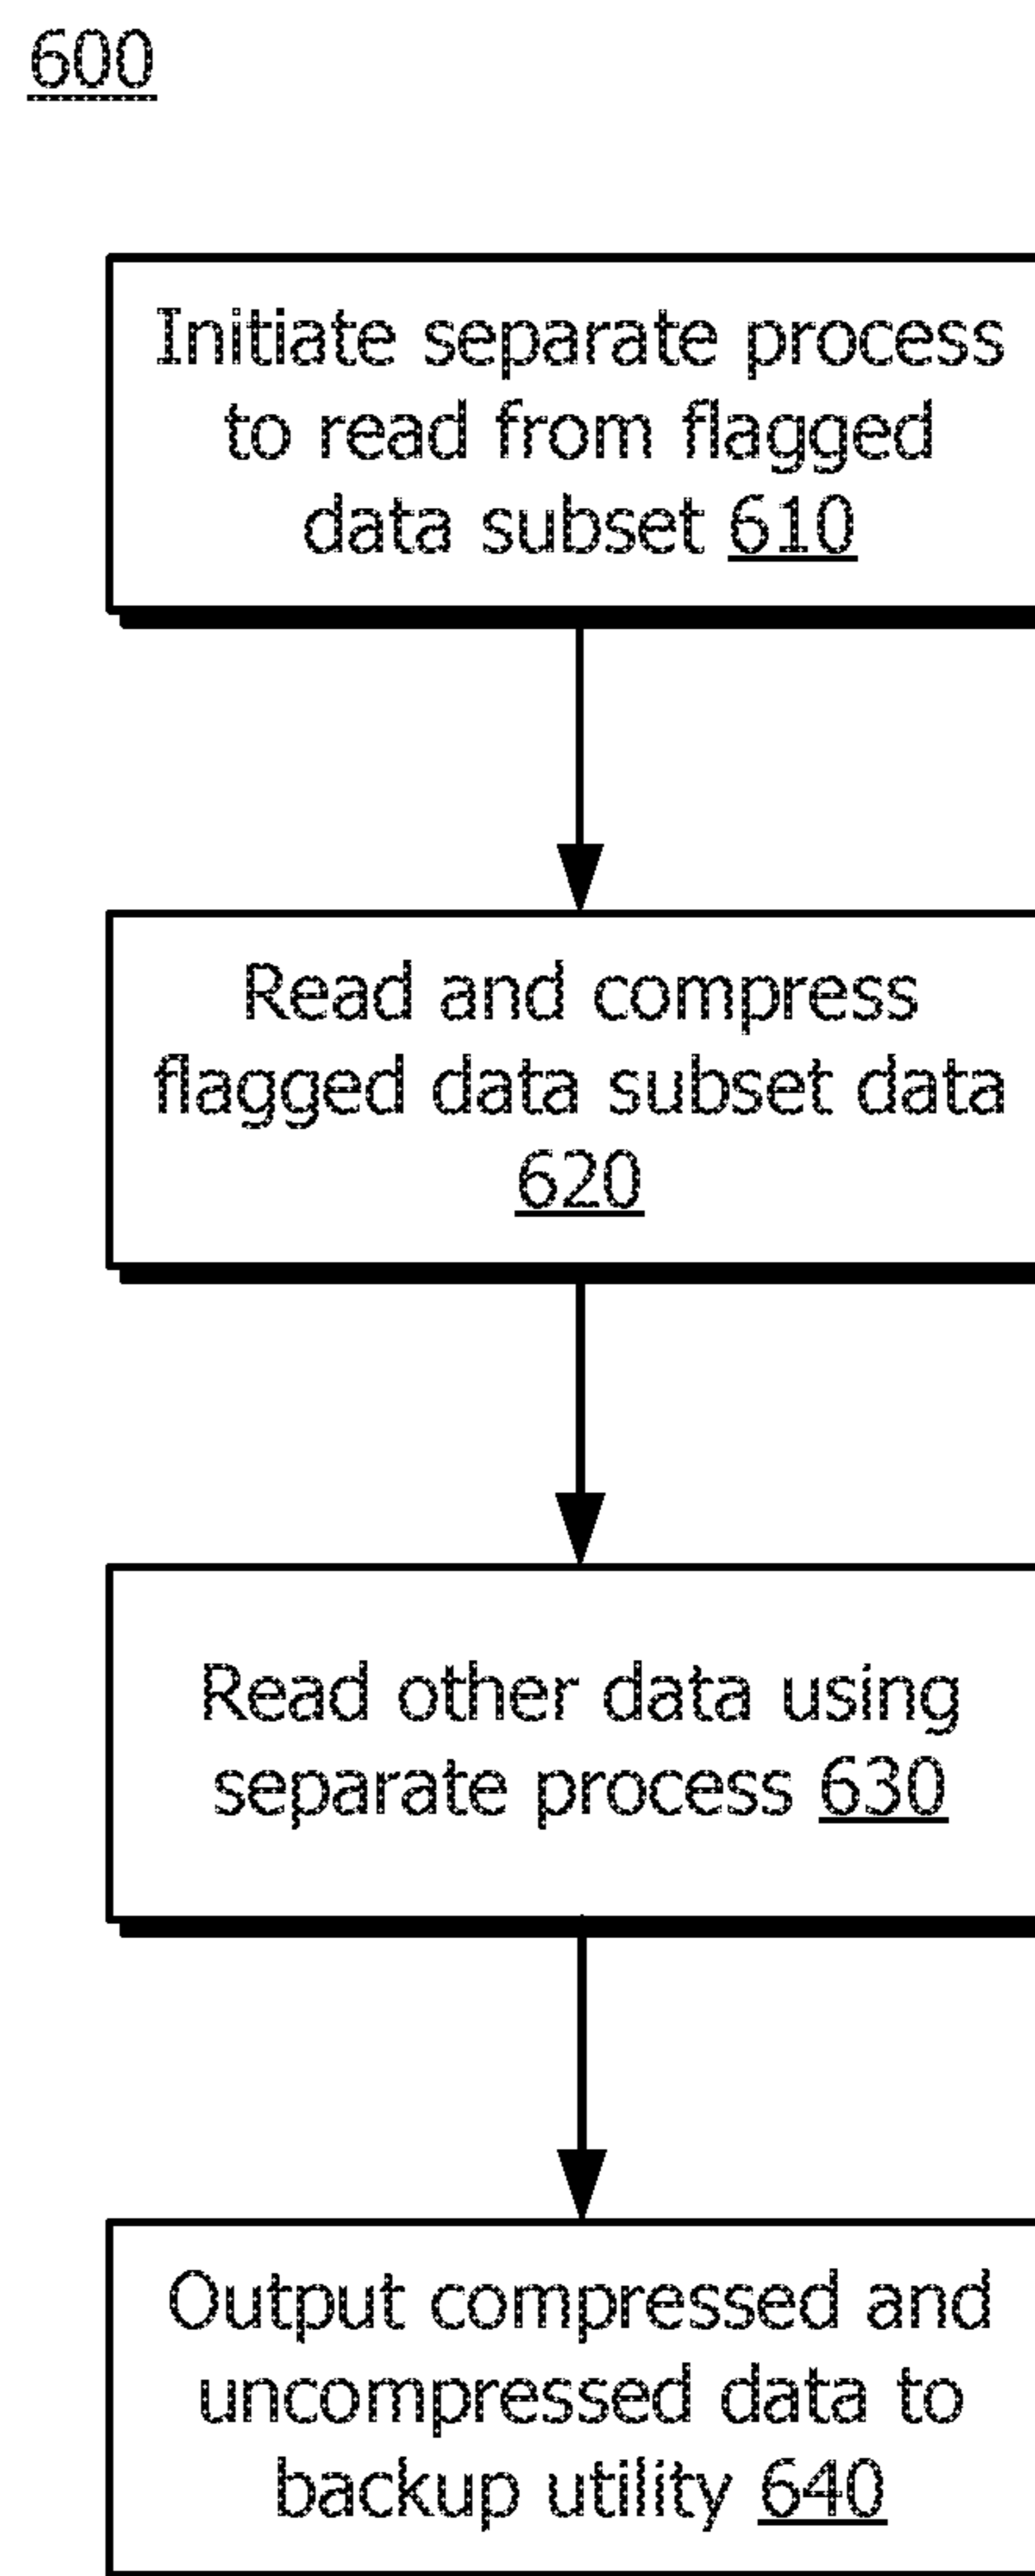 600
Initiate separate process
to read from flagged
data subset 610
Read and compress
flagged data subset data
620
Read other data using
separate process 630
Output compressed and
uncompressed data to
backup utility 640